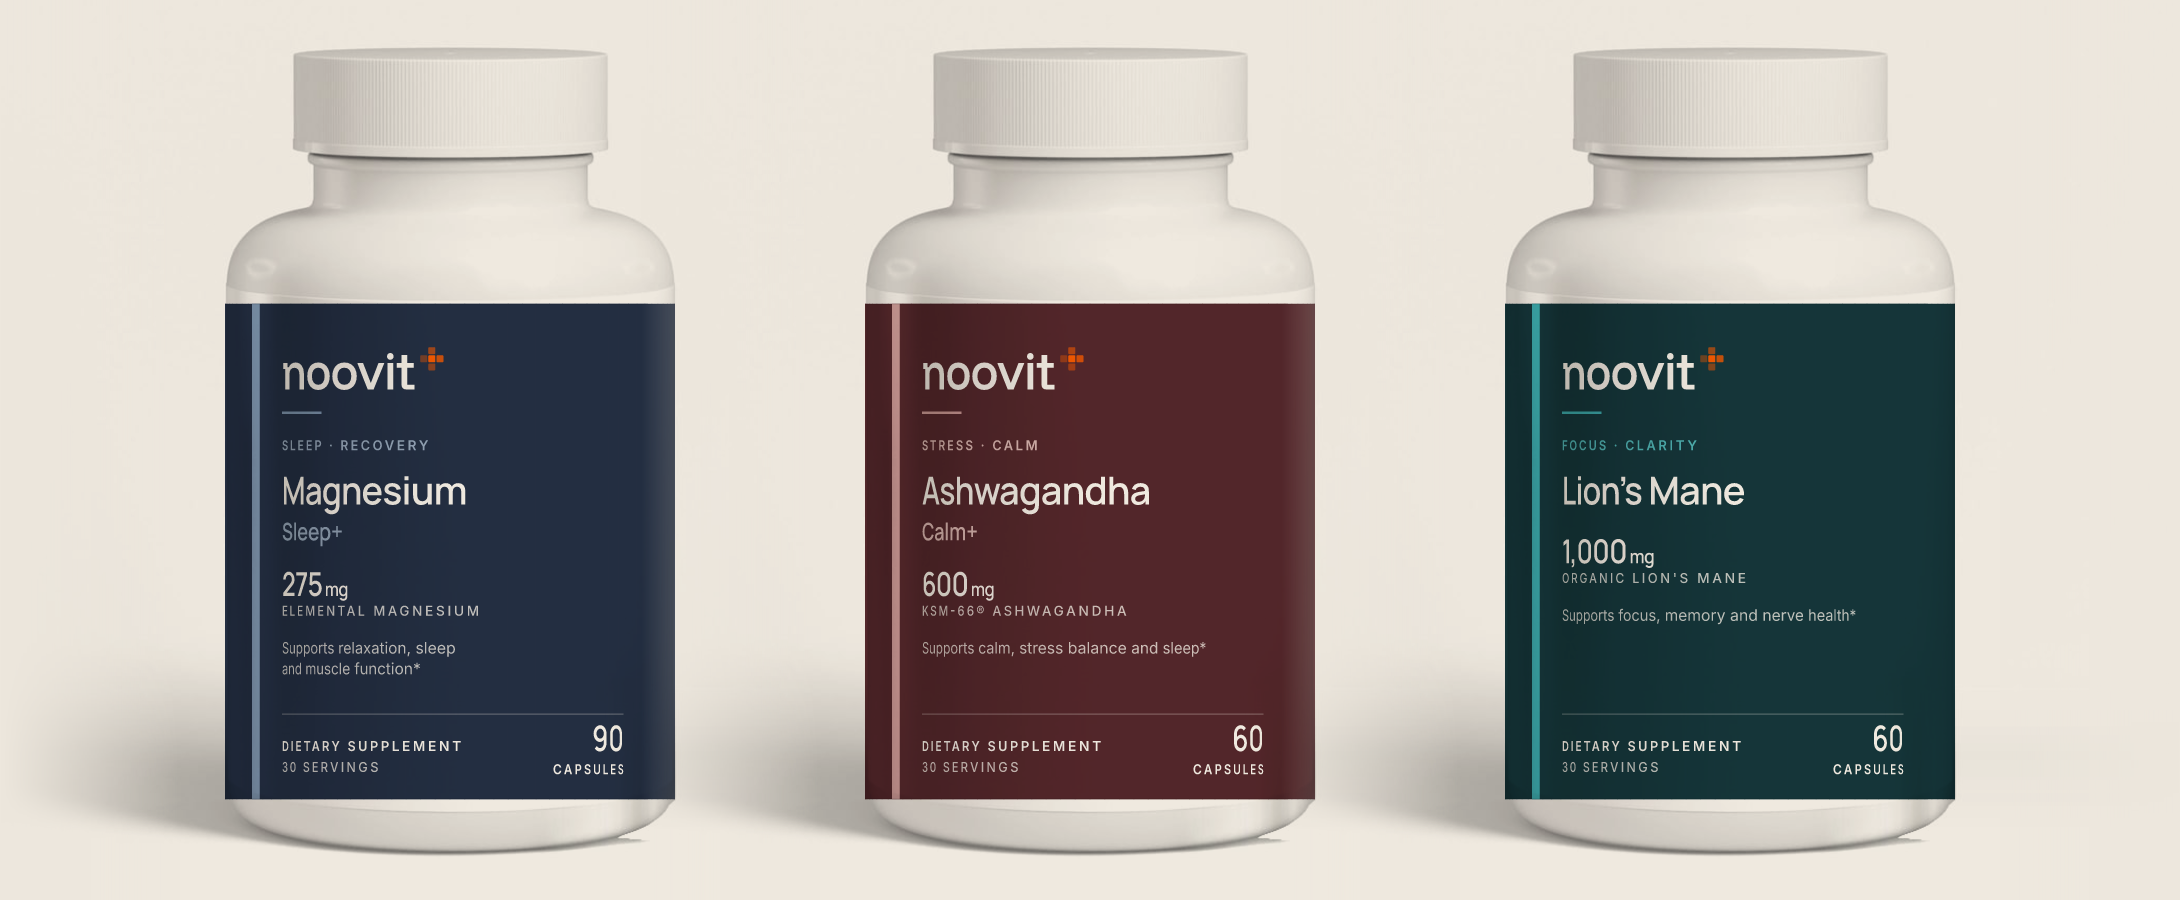 noovit
SLEEP · RECOVERY
Magnesium
Sleep+
275 mg
ELEMENTAL MAGNESIUM
Supports relaxation, sleep
and muscle function*
DIETARY SUPPLEMENT
30 SERVINGS
90
CAPSULES
noovit
STRESS · CALM
Ashwagandha
Calm+
600 mg
KSM-66® ASHWAGANDHA
Supports calm, stress balance and sleep*
DIETARY SUPPLEMENT
30 SERVINGS
60
CAPSULES
noovit
FOCUS · CLARITY
Lion’s Mane
1,000 mg
ORGANIC LION'S MANE
Supports focus, memory and nerve health*
DIETARY SUPPLEMENT
30 SERVINGS
60
CAPSULES